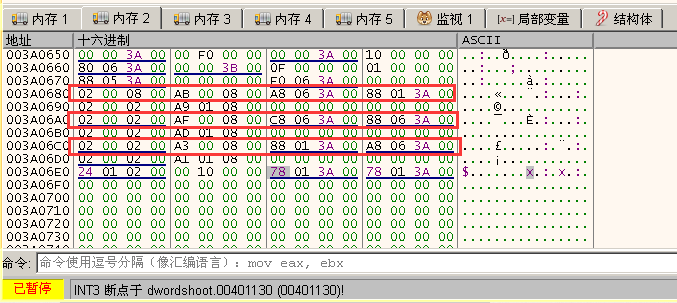 内存 1 内存 2 内存 3 内存 4 内存 5 监视 1 [x=] 局部变量 结构体
地址 十六进制 ASCII
003A0650 00 00 3A 00 00 F0 00 00 00 00 3A 00 10 00 00 00 ..:..ð....:.....
003A0660 80 06 3A 00 00 00 3B 00 0F 00 00 00 01 00 00 00 ..:...;.........
003A0670 88 05 3A 00 00 00 00 00 E0 06 3A 00 00 00 00 00 ..:.....à.:.....
003A0680 02 00 08 00 AB 00 08 00 A8 06 3A 00 88 01 3A 00 ....«...¨.:...:.
003A0690 02 00 02 00 A9 01 08 00 00 00 00 00 00 00 00 00 ....©...........
003A06A0 02 00 02 00 AF 00 08 00 C8 06 3A 00 88 06 3A 00 ....¯...È.:...:.
003A06B0 02 00 02 00 AD 01 08 00 00 00 00 00 00 00 00 00 ................
003A06C0 02 00 02 00 A3 00 08 00 88 01 3A 00 A8 06 3A 00 ....£.....:.¨.:.
003A06D0 02 00 02 00 A1 01 08 00 00 00 00 00 00 00 00 00 ....¡...........
003A06E0 24 01 02 00 00 10 00 00 78 01 3A 00 78 01 3A 00 $.......x.:.x.:.
003A06F0 00 00 00 00 00 00 00 00 00 00 00 00 00 00 00 00 ................
003A0700 00 00 00 00 00 00 00 00 00 00 00 00 00 00 00 00 ................
003A0710 00 00 00 00 00 00 00 00 00 00 00 00 00 00 00 00 ................
003A0720 00 00 00 00 00 00 00 00 00 00 00 00 00 00 00 00 ................
003A0730 00 00 00 00 00 00 00 00 00 00 00 00 00 00 00 00 ................
命令: 命令使用逗号分隔（像汇编语言）: mov eax, ebx
已暂停 INT3 断点于 dwordshoot.00401130 (00401130)!